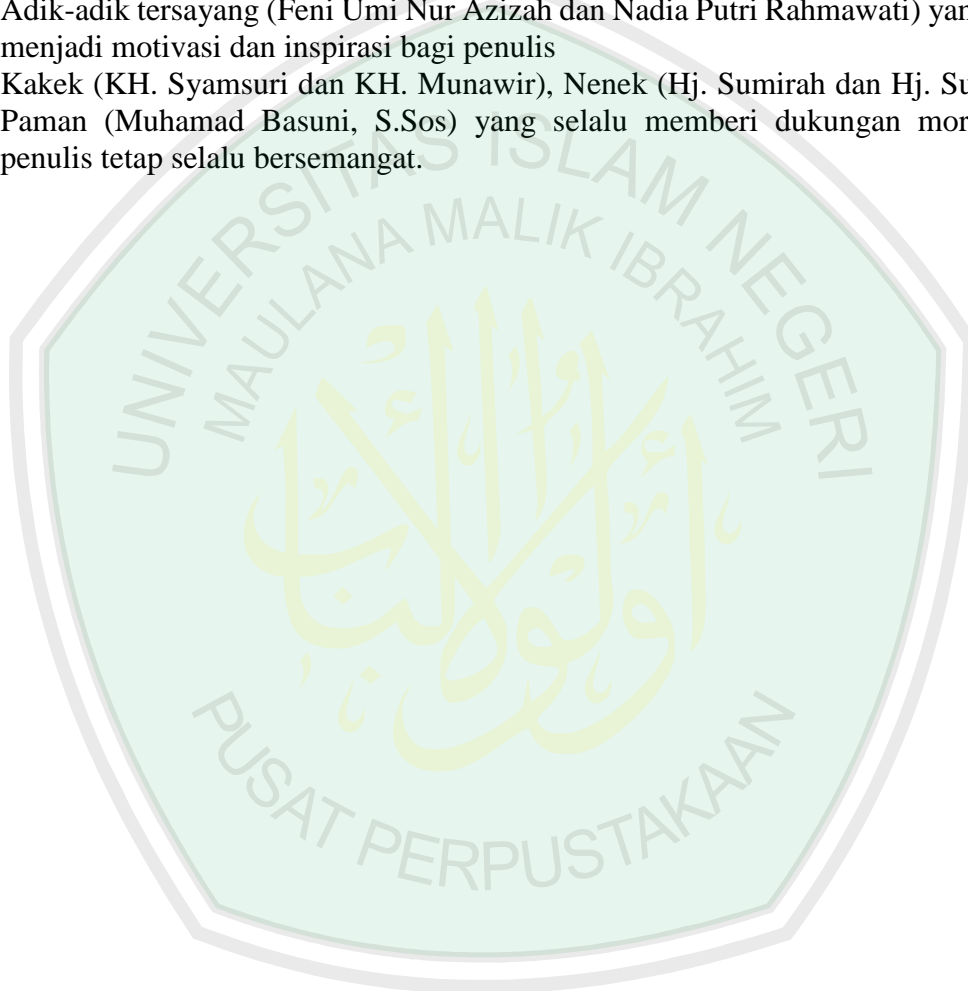 Adik-adik tersayang (Feni Umi Nur Azizah dan Nadia Putri Rahmawati) yan
menjadi motivasi dan inspirasi bagi penulis
Kakek (KH. Syamsuri dan KH. Munawir), Nenek (Hj. Sumirah dan Hj. Su
Paman (Muhamad Basuni, S.Sos) yang selalu memberi dukungan mor
penulis tetap selalu bersemangat.
UNIVERSITAS ISLAM NEGERI
MAULANA MALIK IBRAHIM
أولوا الألباب
PUSAT PERPUSTAKAAN